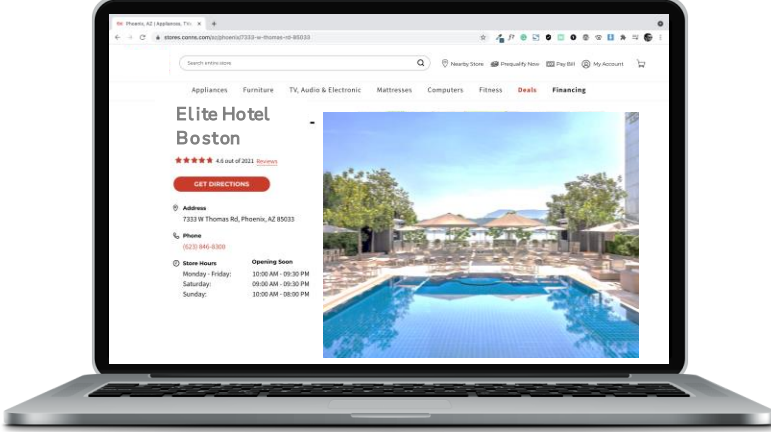 Phoenix, AZ | Appliances, TVs,
stores.conns.com/az/phoenix/7333-w-thomas-rd-85033
Search entire store
Nearby Store Prequalify Now Pay Bill My Account
Appliances Furniture TV, Audio & Electronic Mattresses Computers Fitness Deals Financing
Elite Hotel
Boston
-
4.6 out of 2021 Reviews
GET DIRECTIONS
Address
7333 W Thomas Rd, Phoenix, AZ 85033
Phone
(623) 846-8300
Store Hours Opening Soon
Monday - Friday: 10:00 AM - 09:30 PM
Saturday: 09:00 AM - 09:30 PM
Sunday: 10:00 AM - 08:00 PM